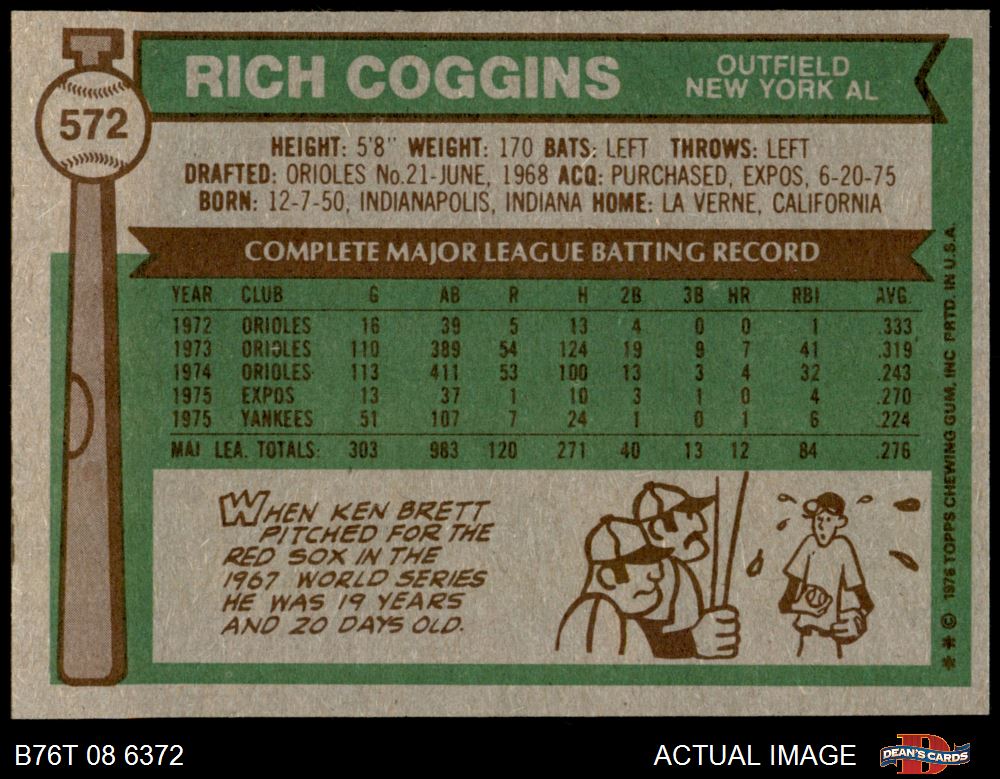 572
RICH COGGINS
OUTFIELD
NEW YORK AL
HEIGHT: 5'8" WEIGHT: 170 BATS: LEFT THROWS: LEFT
DRAFTED: ORIOLES No.21-JUNE, 1968 ACQ: PURCHASED, EXPOS, 6-20-75
BORN: 12-7-50, INDIANAPOLIS, INDIANA HOME: LA VERNE, CALIFORNIA
COMPLETE MAJOR LEAGUE BATTING RECORD
YEAR CLUB G AB R H 2B 3B HR RBI AVG.
1972 ORIOLES 16 39 5 13 4 0 0 1 .333
1973 ORIOLES 110 389 54 124 19 9 7 41 .319
1974 ORIOLES 113 411 53 100 13 3 4 32 .243
1975 EXPOS 13 37 1 10 3 1 0 4 .270
1975 YANKEES 51 107 7 24 1 0 1 6 .224
MAJ LEA. TOTALS: 303 983 120 271 40 13 12 84 .276
WHEN KEN BRETT
PITCHED FOR THE
RED SOX IN THE
1967 WORLD SERIES
HE WAS 19 YEARS
AND 20 DAYS OLD.
** © 1976 TOPPS CHEWING GUM, INC PRTD. IN U.S.A.
B76T 08 6372
ACTUAL IMAGE
DEAN'S CARDS